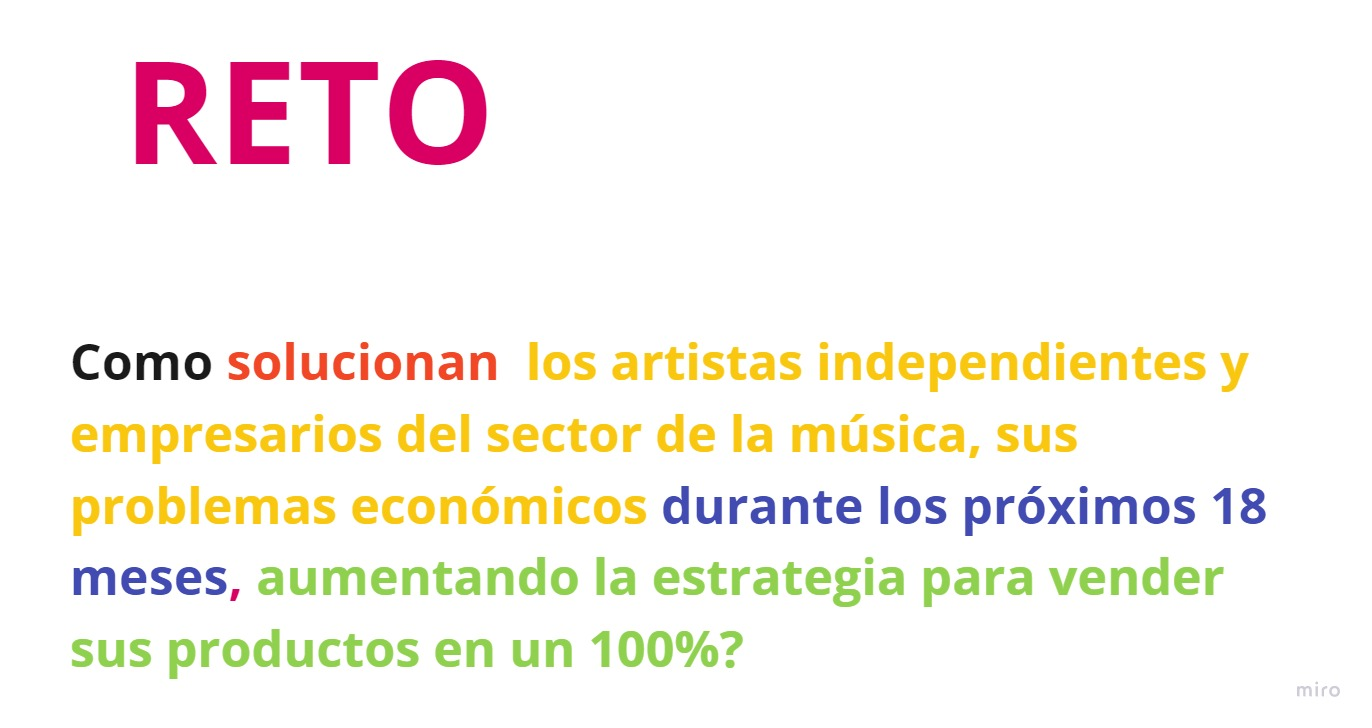 RETO
Como solucionan los artistas independientes y
empresarios del sector de la música, sus
problemas económicos durante los próximos 18
meses, aumentando la estrategia para vender
sus productos en un 100%?
miro